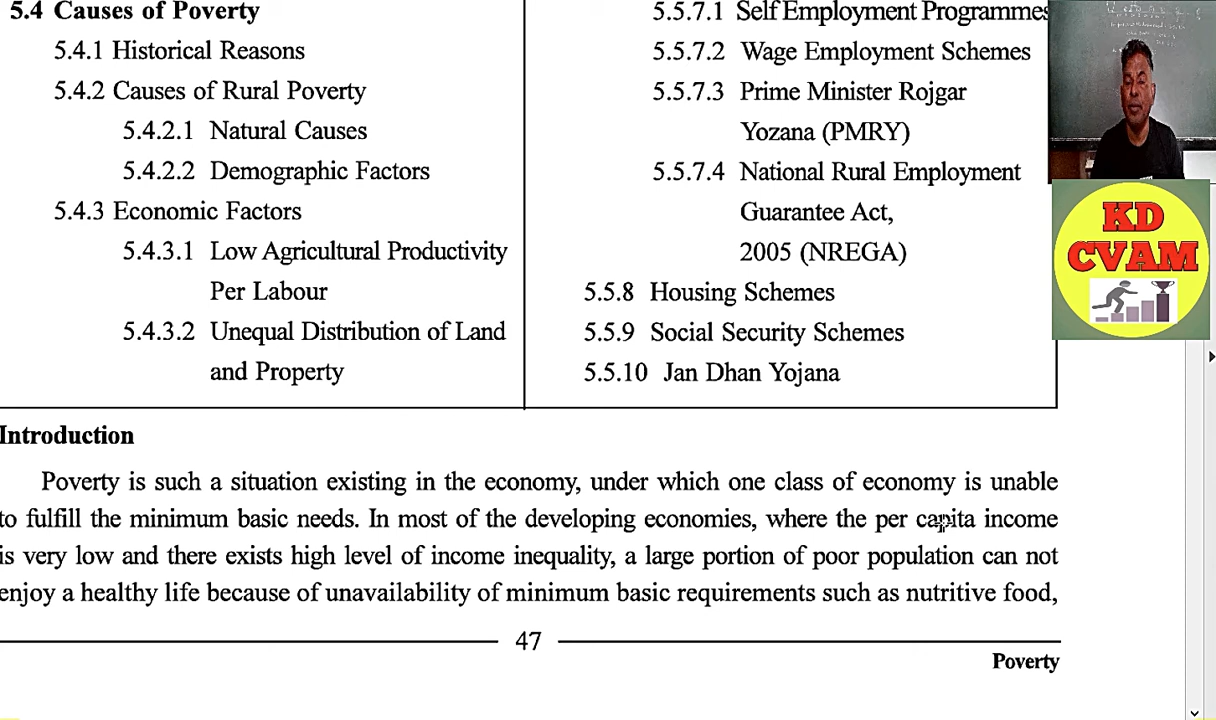 5.4 Causes of Poverty
5.4.1 Historical Reasons
5.4.2 Causes of Rural Poverty
5.4.2.1 Natural Causes
5.4.2.2 Demographic Factors
5.4.3 Economic Factors
5.4.3.1 Low Agricultural Productivity
Per Labour
5.4.3.2 Unequal Distribution of Land
and Property
5.5.7.1 Self Employment Programmes
5.5.7.2 Wage Employment Schemes
5.5.7.3 Prime Minister Rojgar
Yozana (PMRY)
5.5.7.4 National Rural Employment
Guarantee Act,
2005 (NREGA)
5.5.8 Housing Schemes
5.5.9 Social Security Schemes
5.5.10 Jan Dhan Yojana
KD
CVAM
Introduction
Poverty is such a situation existing in the economy, under which one class of economy is unable
to fulfill the minimum basic needs. In most of the developing economies, where the per capita income
is very low and there exists high level of income inequality, a large portion of poor population can not
enjoy a healthy life because of unavailability of minimum basic requirements such as nutritive food,
47
Poverty